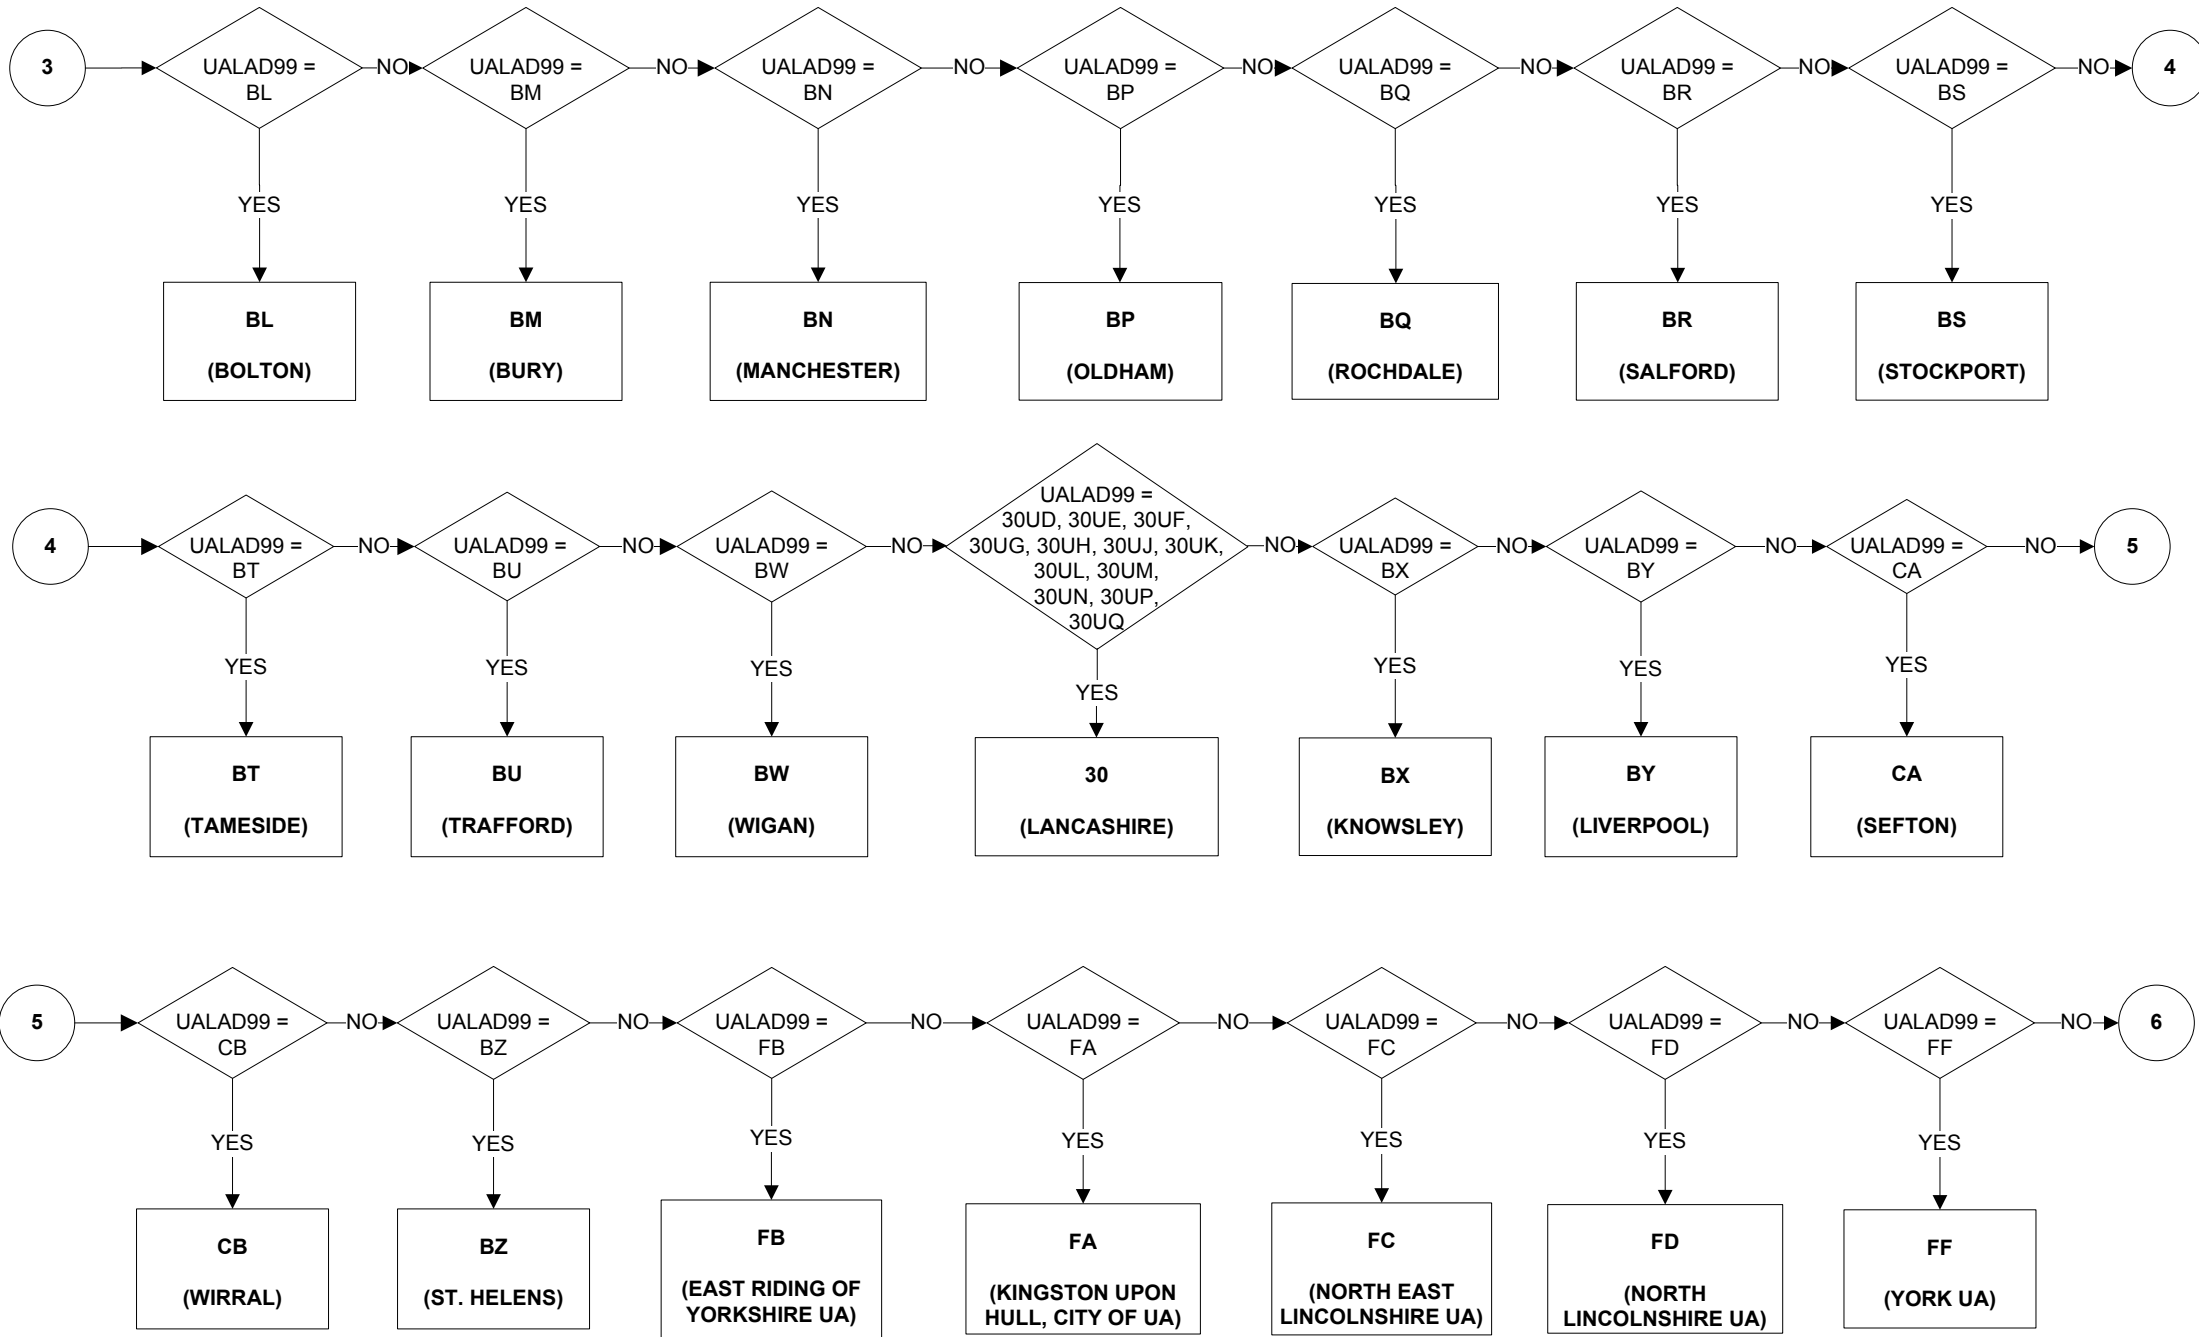 3
UALAD99 =
BL
NO
UALAD99 =
BM
NO
UALAD99 =
BN
NO
UALAD99 =
BP
NO
UALAD99 =
BQ
NO
UALAD99 =
BR
NO
UALAD99 =
BS
NO
4
YES
YES
YES
YES
YES
YES
YES
BL
(BOLTON)
BM
(BURY)
BN
(MANCHESTER)
BP
(OLDHAM)
BQ
(ROCHDALE)
BR
(SALFORD)
BS
(STOCKPORT)
4
UALAD99 =
BT
NO
UALAD99 =
BU
NO
UALAD99 =
BW
NO
UALAD99 =
30UD, 30UE, 30UF,
30UG, 30UH, 30UJ, 30UK,
30UL, 30UM,
30UN, 30UP,
30UQ
NO
UALAD99 =
BX
NO
UALAD99 =
BY
NO
UALAD99 =
CA
NO
5
YES
YES
YES
YES
YES
YES
YES
BT
(TAMESIDE)
BU
(TRAFFORD)
BW
(WIGAN)
30
(LANCASHIRE)
BX
(KNOWSLEY)
BY
(LIVERPOOL)
CA
(SEFTON)
5
UALAD99 =
CB
NO
UALAD99 =
BZ
NO
UALAD99 =
FB
NO
UALAD99 =
FA
NO
UALAD99 =
FC
NO
UALAD99 =
FD
NO
UALAD99 =
FF
NO
6
YES
YES
YES
YES
YES
YES
YES
CB
(WIRRAL)
BZ
(ST. HELENS)
FB
(EAST RIDING OF
YORKSHIRE UA)
FA
(KINGSTON UPON
HULL, CITY OF UA)
FC
(NORTH EAST
LINCOLNSHIRE UA)
FD
(NORTH
LINCOLNSHIRE UA)
FF
(YORK UA)